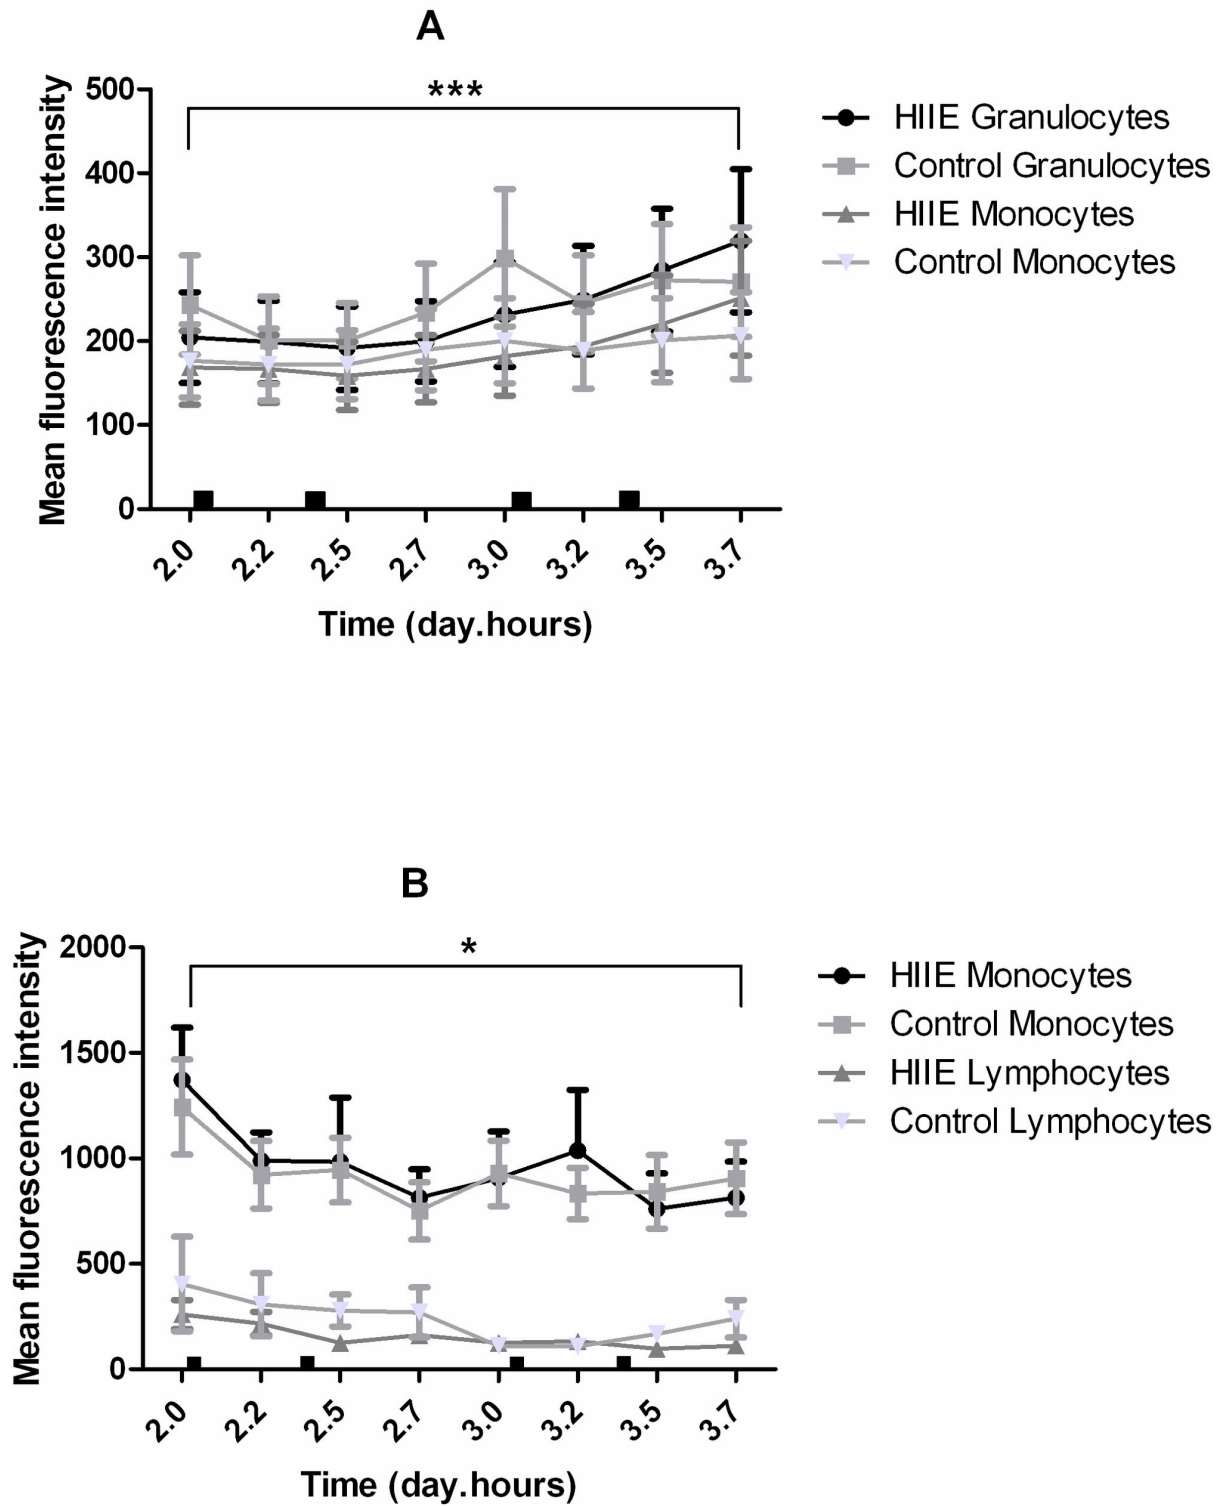 A
Mean fluorescence intensity
500
400
300
200
100
0
***
2.0 2.2 2.5 2.7 3.0 3.2 3.5 3.7
Time (day.hours)
HIIE Granulocytes
Control Granulocytes
HIIE Monocytes
Control Monocytes
B
Mean fluorescence intensity
2000
1500
1000
500
0
*
2.0 2.2 2.5 2.7 3.0 3.2 3.5 3.7
Time (day.hours)
HIIE Monocytes
Control Monocytes
HIIE Lymphocytes
Control Lymphocytes